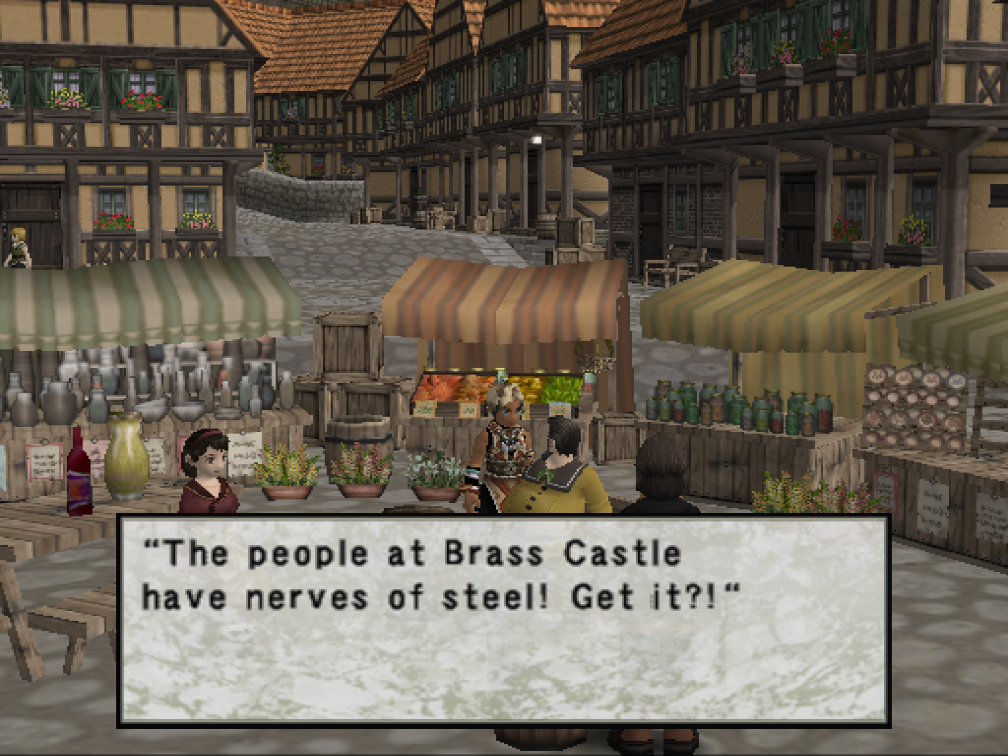 “The people at Brass Castle
have nerves of steel! Get it?!“